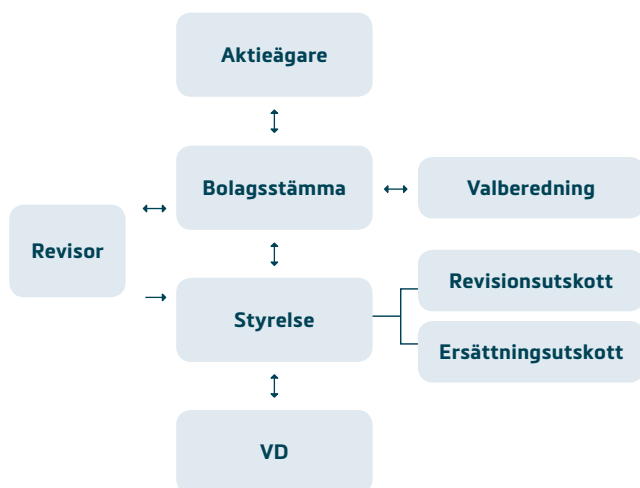 Aktieägare
Bolagsstämma
Valberedning
Revisor
Revisionsutskott
Styrelse
Ersättningsutskott
VD